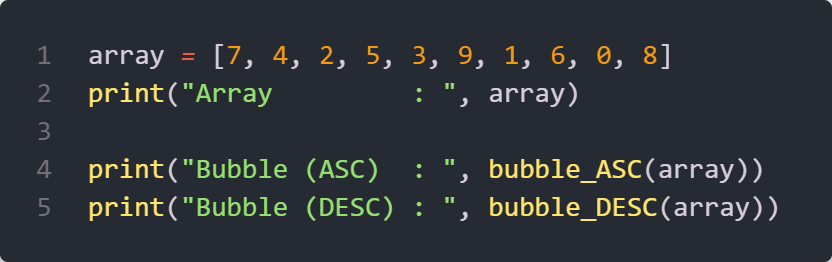 1 array = [7, 4, 2, 5, 3, 9, 1, 6, 0, 8]
2 print("Array         : ", array)
3
4 print("Bubble (ASC)  : ", bubble_ASC(array))
5 print("Bubble (DESC) : ", bubble_DESC(array))